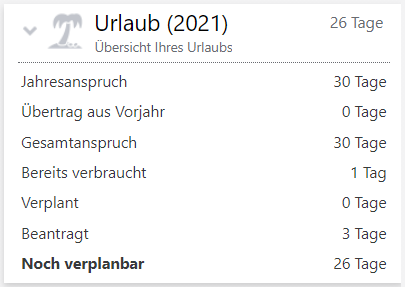 Urlaub (2021) 26 Tage
Übersicht Ihres Urlaubs
Jahresanspruch 30 Tage
Übertrag aus Vorjahr 0 Tage
Gesamtanspruch 30 Tage
Bereits verbraucht 1 Tag
Verplant 0 Tage
Beantragt 3 Tage
Noch verplanbar 26 Tage